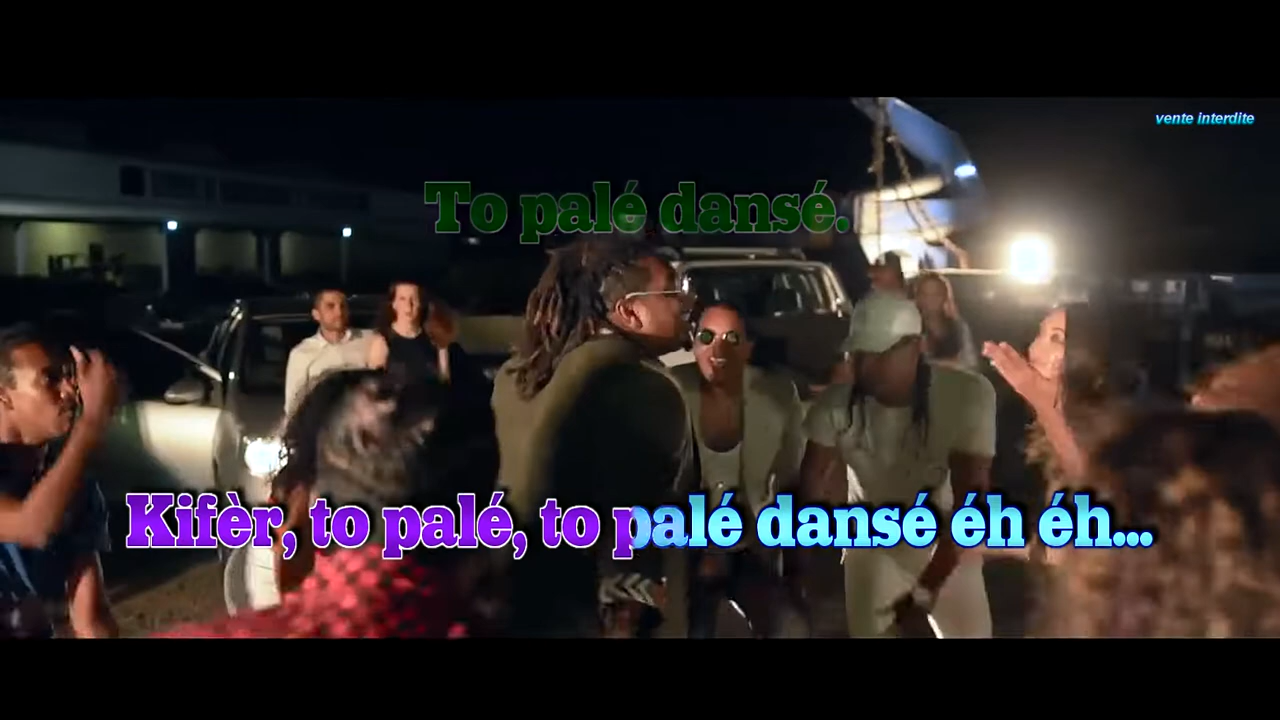 vente interdite
To palé dansé.
Kifèr, to palé, to palé dansé éh éh...